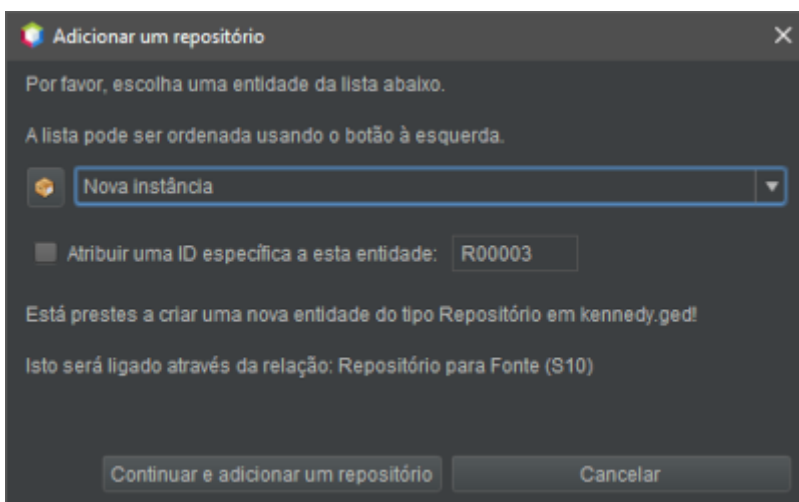 Adicionar um repositório
Por favor, escolha uma entidade da lista abaixo.
A lista pode ser ordenada usando o botão à esquerda.
Nova instância
Atribuir uma ID específica a esta entidade: R00003
Está prestes a criar uma nova entidade do tipo Repositório em kennedy.ged!
Isto será ligado através da relação: Repositório para Fonte (S10)
Continuar e adicionar um repositório Cancelar